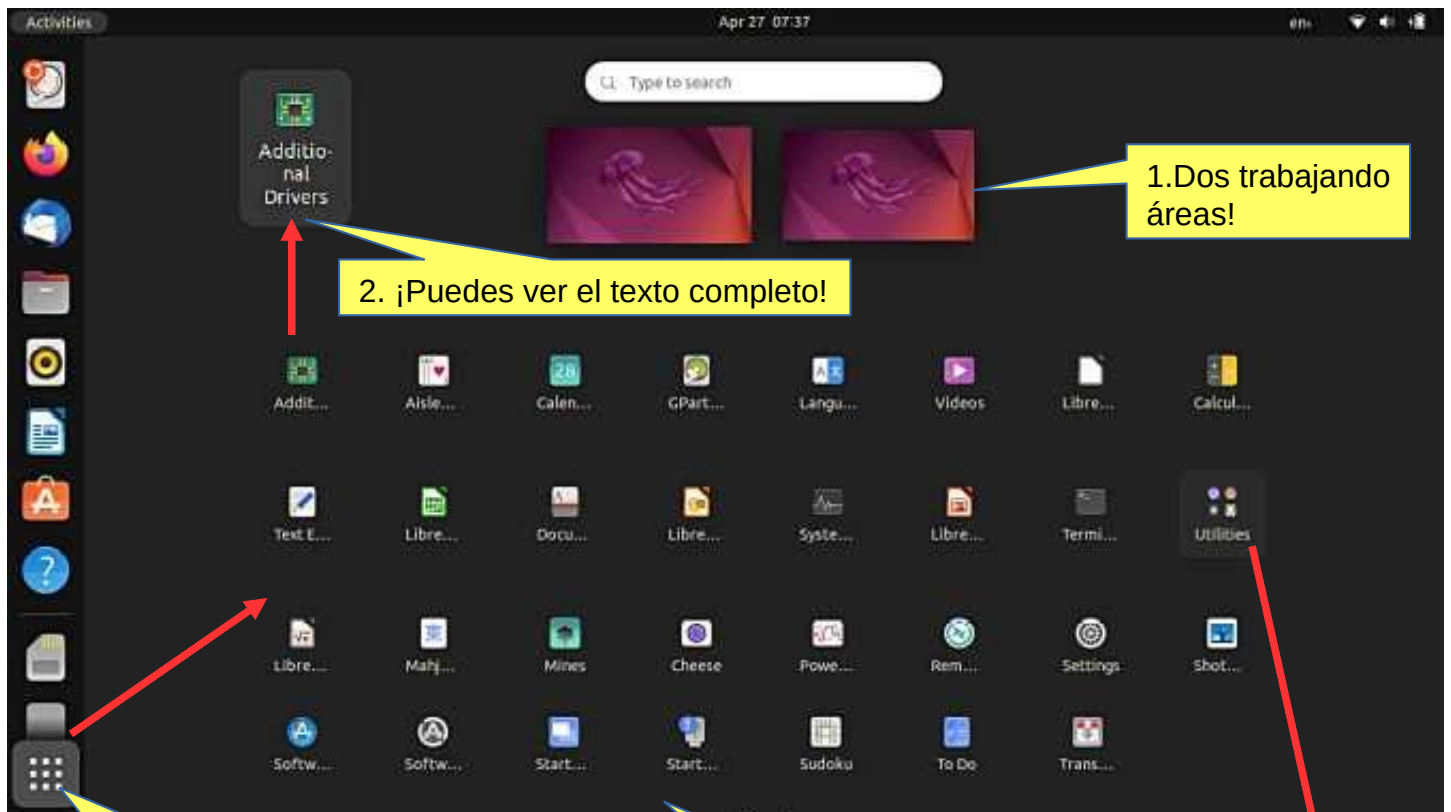 Activities
Apr 27 07:37
en
Type to search
Additio-
nal
Drivers
1.Dos trabajando
áreas!
2. ¡Puedes ver el texto completo!
Addit... Aisle... Calen... GPart... Langu... Videos Libre... Calcul...
Text E... Libre... Docu... Libre... Syste... Libre... Termi... Utilities
Libre... Mahj... Mines Cheese Powe... Rem... Settings Shot...
Softw... Softw... Start... Start... Sudoku To Do Trans...